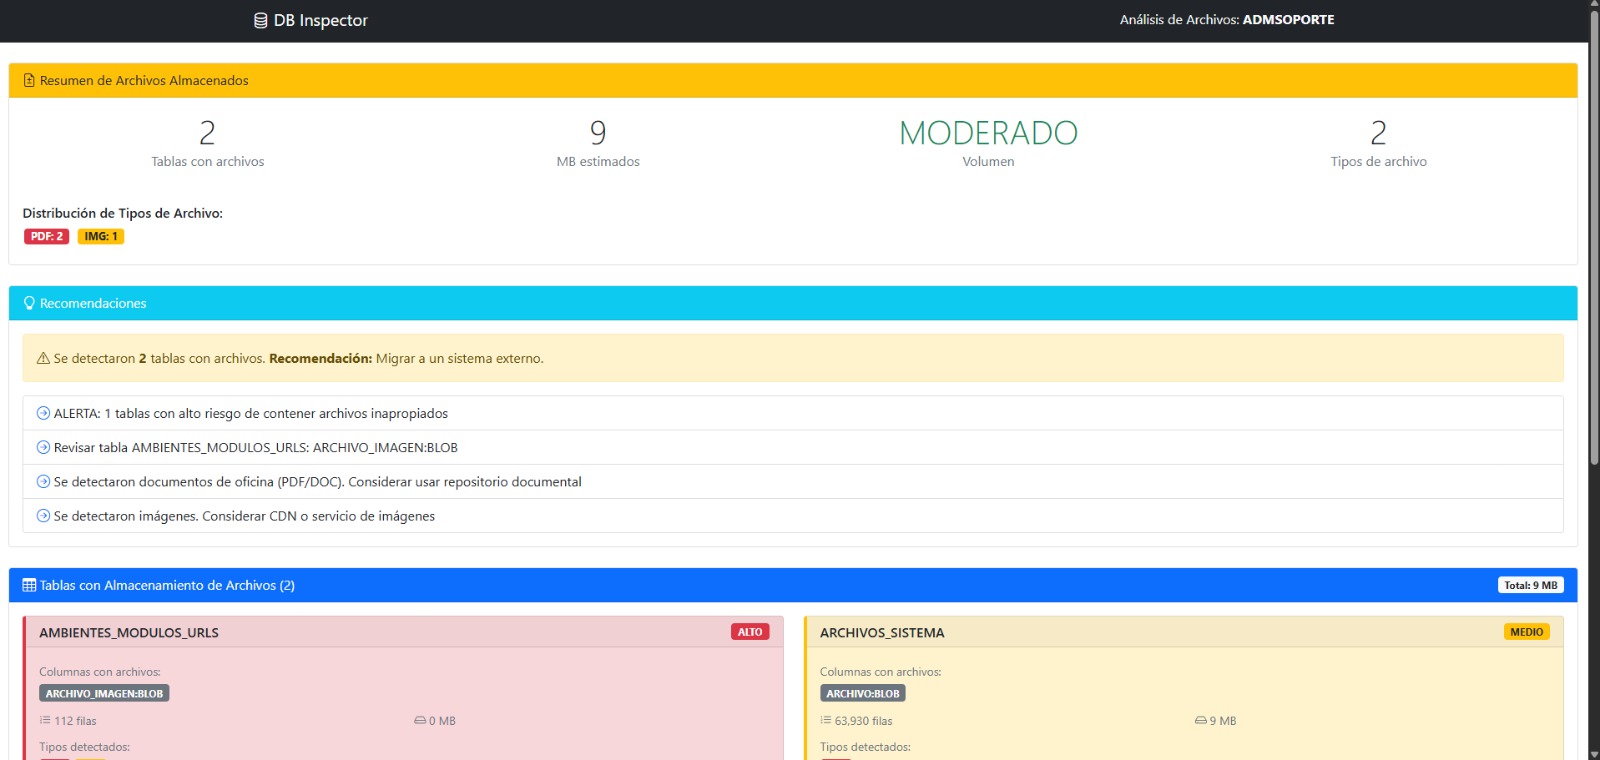 DB Inspector
Análisis de Archivos: ADMSOPORTE
Resumen de Archivos Almacenados
2
Tablas con archivos
9
MB estimados
MODERADO
Volumen
2
Tipos de archivo
Distribución de Tipos de Archivo:
PDF: 2 IMG: 1
Recomendaciones
Se detectaron 2 tablas con archivos. Recomendación: Migrar a un sistema externo.
ALERTA: 1 tablas con alto riesgo de contener archivos inapropiados
Revisar tabla AMBIENTES_MODULOS_URLS: ARCHIVO_IMAGEN:BLOB
Se detectaron documentos de oficina (PDF/DOC). Considerar usar repositorio documental
Se detectaron imágenes. Considerar CDN o servicio de imágenes
Tablas con Almacenamiento de Archivos (2)
Total: 9 MB
AMBIENTES_MODULOS_URLS
ALTO
Columnas con archivos:
ARCHIVO_IMAGEN:BLOB
112 filas
0 MB
Tipos detectados:
ARCHIVOS_SISTEMA
MEDIO
Columnas con archivos:
ARCHIVO:BLOB
63,930 filas
9 MB
Tipos detectados: